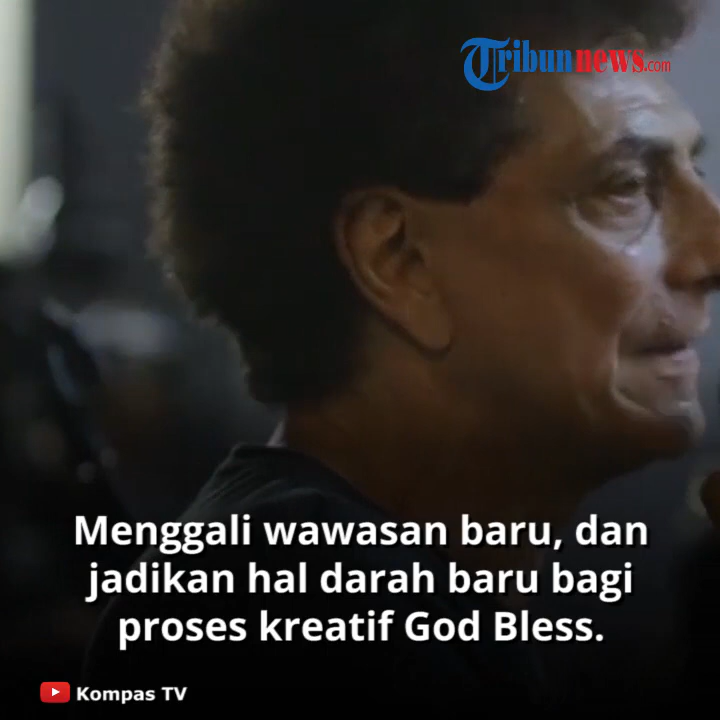 Tribunnews.com
Menggali wawasan baru, dan
jadikan hal darah baru bagi
proses kreatif God Bless.
Kompas TV